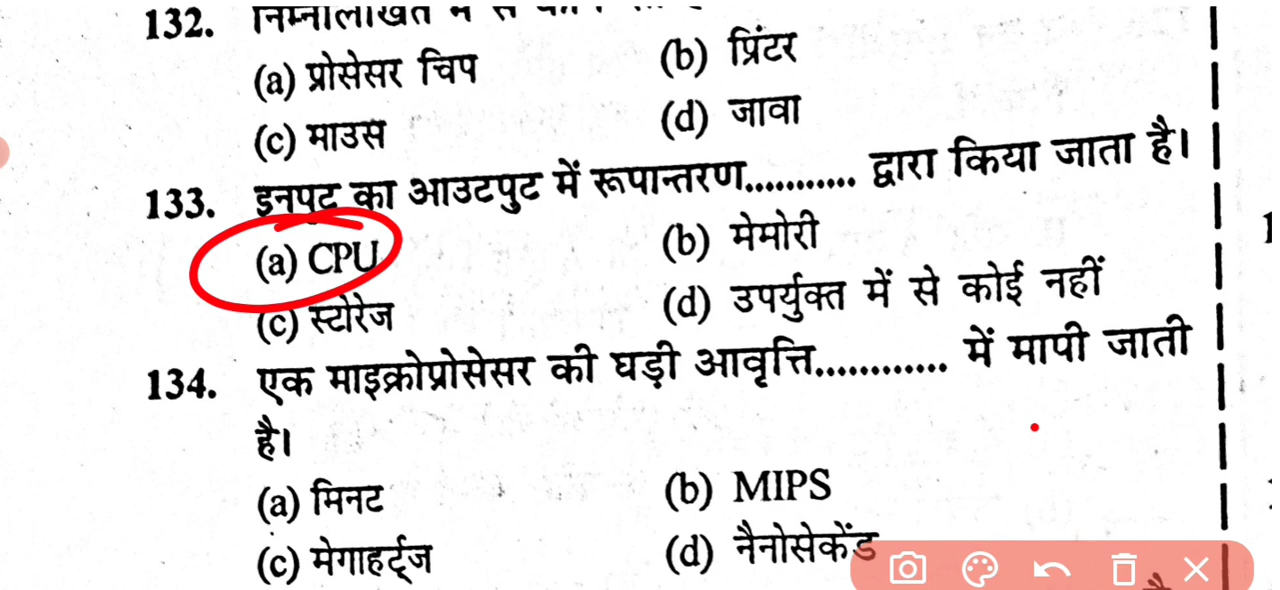 132. निम्नलिखित में से
(a) प्रोसेसर चिप (b) प्रिंटर
(c) माउस (d) जावा
133. इनपुट का आउटपुट में रूपान्तरण............ द्वारा किया जाता है।
(a) CPU (b) मेमोरी
(c) स्टोरेज (d) उपर्युक्त में से कोई नहीं
134. एक माइक्रोप्रोसेसर की घड़ी आवृत्ति............. में मापी जाती
है।
(a) मिनट (b) MIPS
(c) मेगाहर्ट्ज (d) नैनोसेकेंड